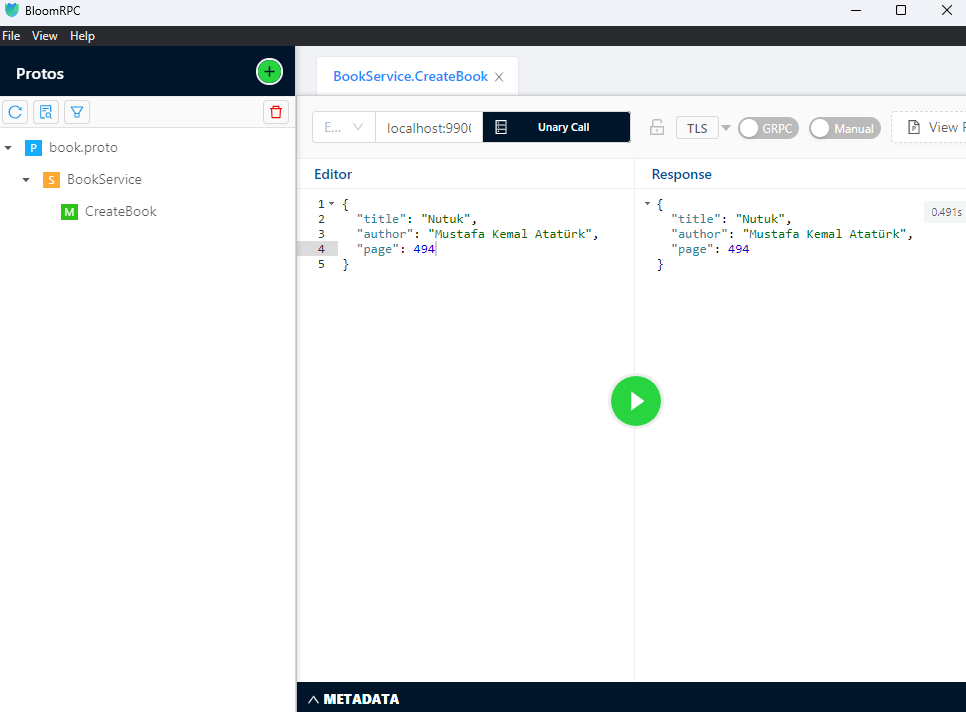 BloomRPC
File View Help
Protos
BookService.CreateBook
E... localhost:990 Unary Call TLS GRPC Manual View
P book.proto
S BookService
M CreateBook
Editor
1 {
2 "title": "Nutuk",
3 "author": "Mustafa Kemal Atatürk",
4 "page": 494
5 }
Response
{
"title": "Nutuk",
"author": "Mustafa Kemal Atatürk",
"page": 494
}
0.491s
METADATA